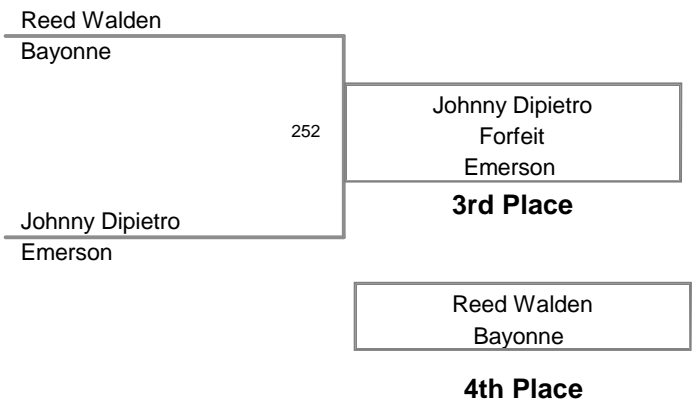 Reed Walden
Bayonne
252
Johnny Dipietro
Forfeit
Emerson
3rd Place
Johnny Dipietro
Emerson
Reed Walden
Bayonne
4th Place